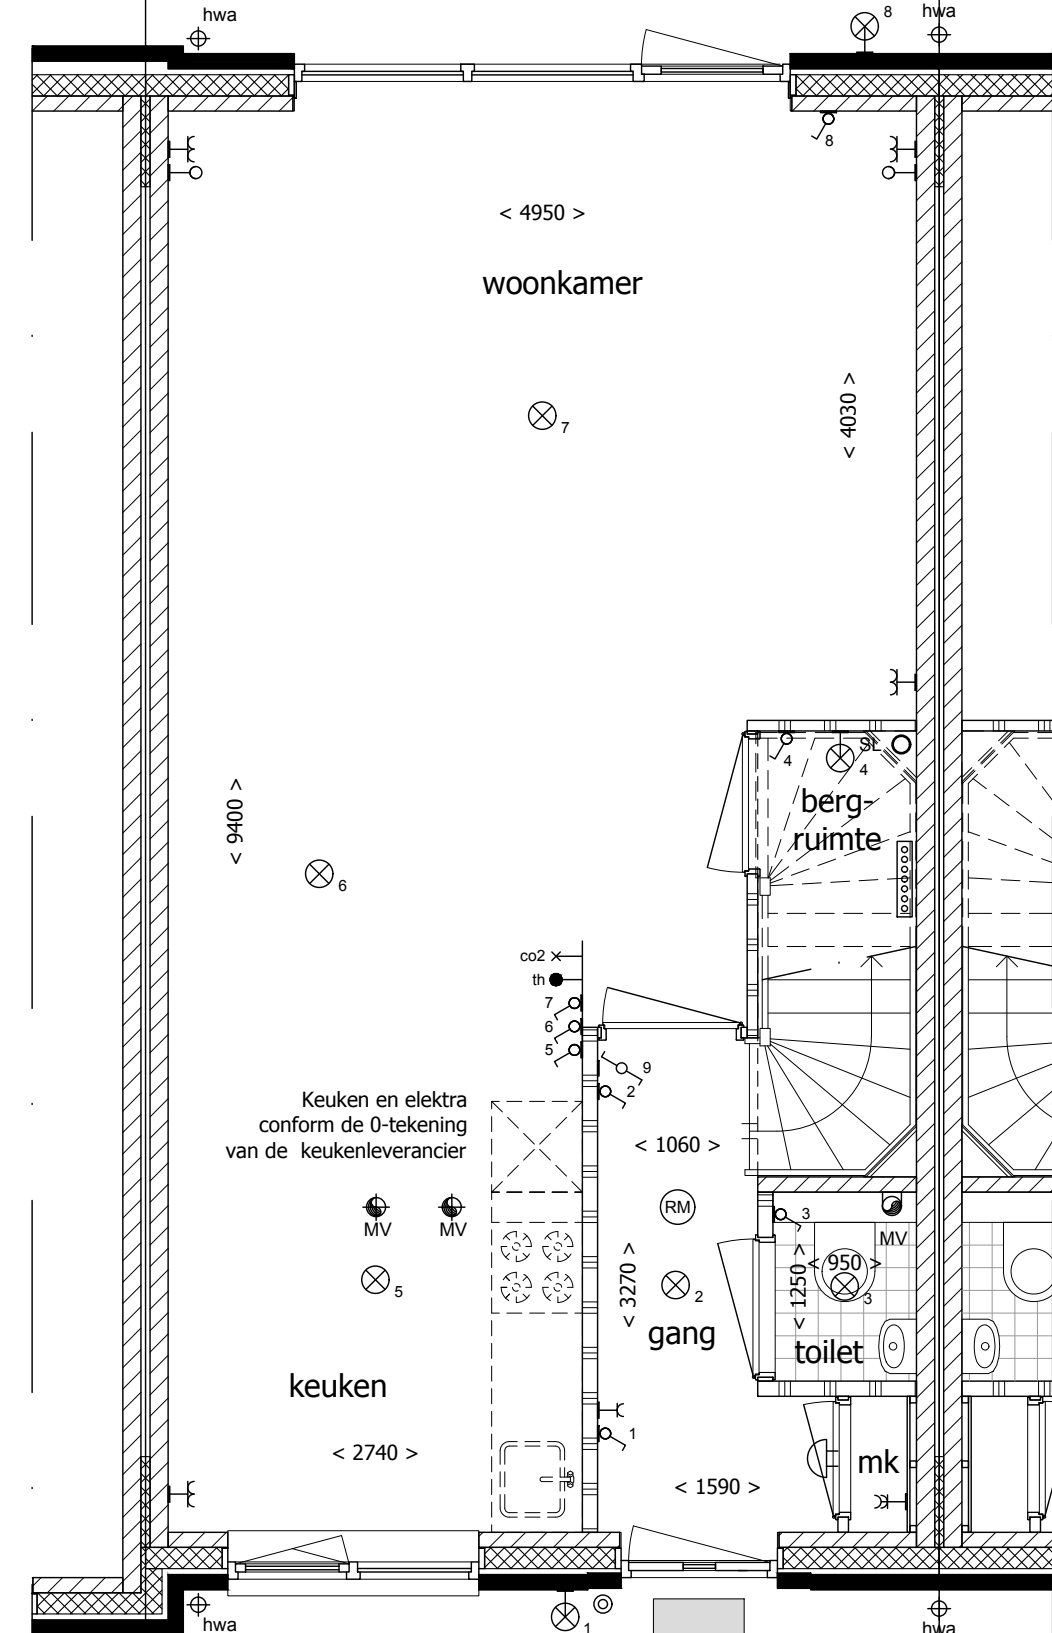 hwa
8
hwa
8
< 4950 >
woonkamer
< 4030 >
7
SL
4
4
berg-
ruimte
< 9400 >
6
co2
th
7
6
5
9
2
Keuken en elektra
conform de 0-tekening
van de keukenleverancier
< 1060 >
RM
3
MV
MV
MV
< 950 >
< 1250 >
< 3270 >
5
2
3
gang
toilet
keuken
1
< 2740 >
mk
< 1590 >
hwa
1
hwa